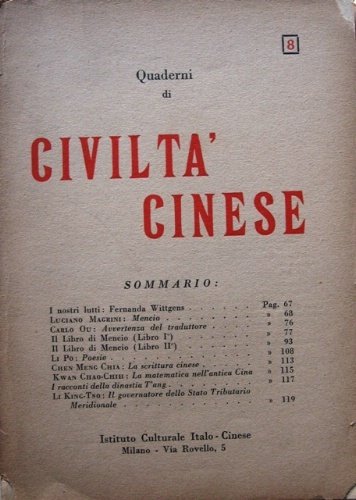 8
Quaderni
di
CIVILTA'
CINESE
SOMMARIO:
I nostri lutti: Fernanda Wittgens . . . . . . . Pag. 67
LUCIANO MAGRINI: Mencio . . . . . . . . » 68
CARLO OU: Avvertenza del traduttore . . . . . . » 76
Il Libro di Mencio (Libro I°) . . . . . . . . » 77
Il Libro di Mencio (Libro II°) . . . . . . . . » 93
LI PO: Poesie . . . . . . . . . . . » 108
CHEN MENG CHIA: La scrittura cinese . . . . . . » 113
KWAN CHAO-CHIH: La matematica nell'antica Cina » 115
I racconti della dinastia T'ang . . . . . . . . » 117
LI KING-TSO: Il governatore dello Stato Tributario
Meridionale . . . . . . . . . . . » 119
Istituto Culturale Italo-Cinese
Milano - Via Rovello, 5